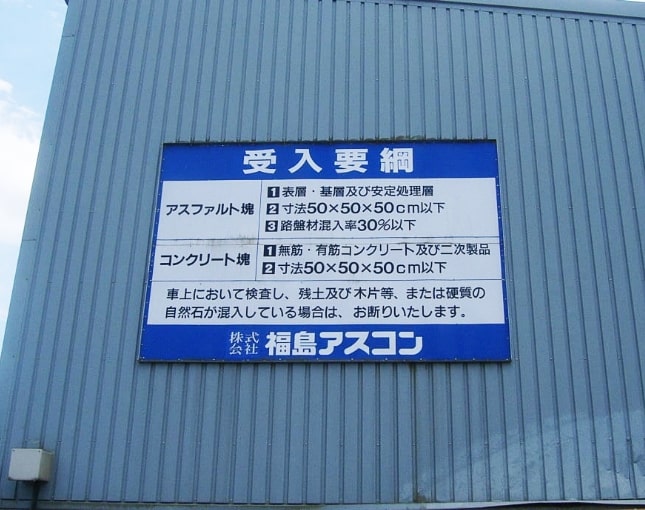 受入要綱
アスファルト塊
1 表層・基層及び安定処理層
2 寸法50×50×50cm以下
3 路盤材混入率30%以下
コンクリート塊
1 無筋・有筋コンクリート及び二次製品
2 寸法50×50×50cm以下
車上において検査し、残土及び木片等、または硬質の
自然石が混入している場合は、お断りいたします。
株式会社 福島アスコン